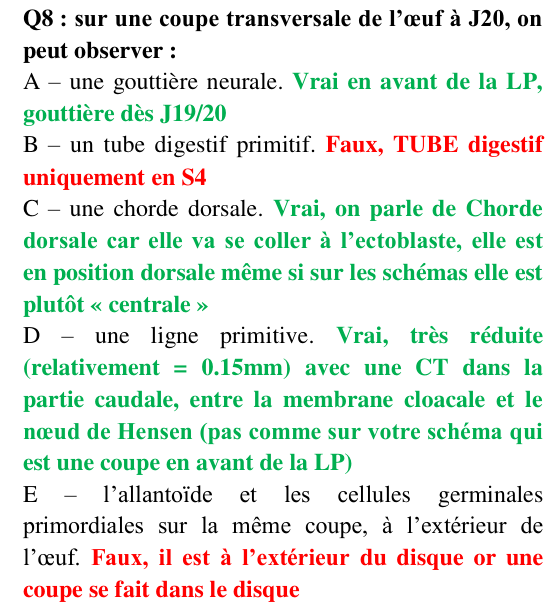 Q8 : sur une coupe transversale de l’œuf à J20, on
peut observer :
A – une gouttière neurale. Vrai en avant de la LP,
gouttière dès J19/20
B – un tube digestif primitif. Faux, TUBE digestif
uniquement en S4
C – une chorde dorsale. Vrai, on parle de Chorde
dorsale car elle va se coller à l’ectoblaste, elle est
en position dorsale même si sur les schémas elle est
plutôt « centrale »
D – une ligne primitive. Vrai, très réduite
(relativement = 0.15mm) avec une CT dans la
partie caudale, entre la membrane cloacale et le
nœud de Hensen (pas comme sur votre schéma qui
est une coupe en avant de la LP)
E – l’allantoïde et les cellules germinales
primordiales sur la même coupe, à l’extérieur de
l’œuf. Faux, il est à l’extérieur du disque or une
coupe se fait dans le disque